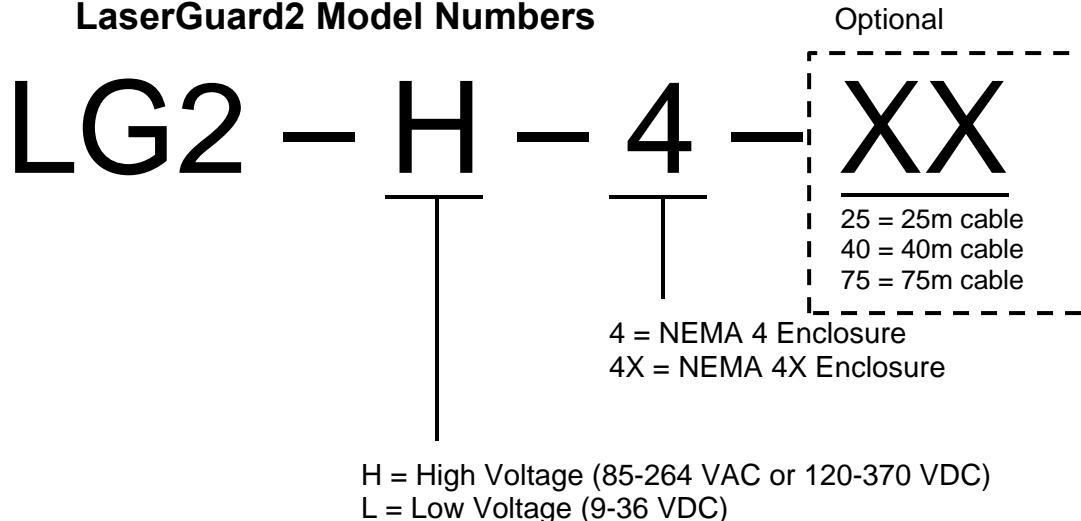 LaserGuard2 Model Numbers
Optional
LG2 – H – 4 – XX
25 = 25m cable
40 = 40m cable
75 = 75m cable
4 = NEMA 4 Enclosure
4X = NEMA 4X Enclosure
H = High Voltage (85-264 VAC or 120-370 VDC)
L = Low Voltage (9-36 VDC)